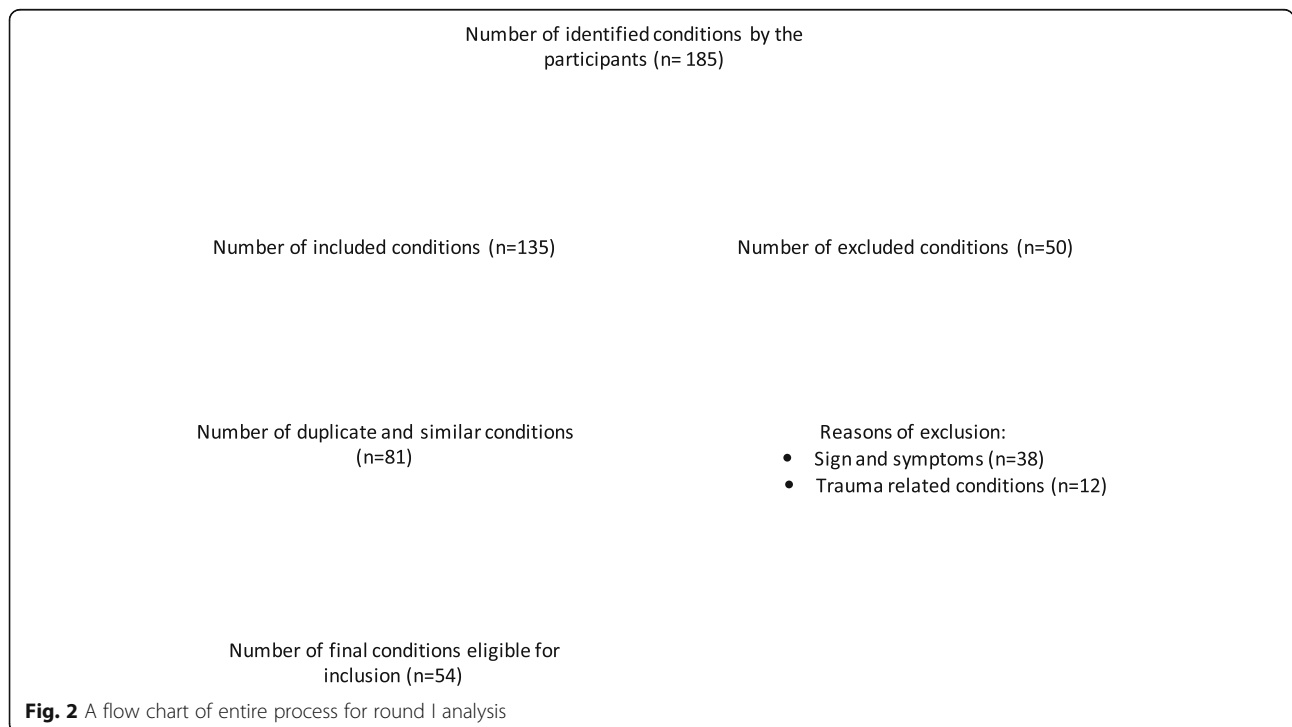 Number of identified conditions by the
participants (n= 185)
Number of included conditions (n=135)
Number of excluded conditions (n=50)
Number of duplicate and similar conditions
(n=81)
Reasons of exclusion:
• Sign and symptoms (n=38)
• Trauma related conditions (n=12)
Number of final conditions eligible for
inclusion (n=54)
Fig. 2 A flow chart of entire process for round I analysis